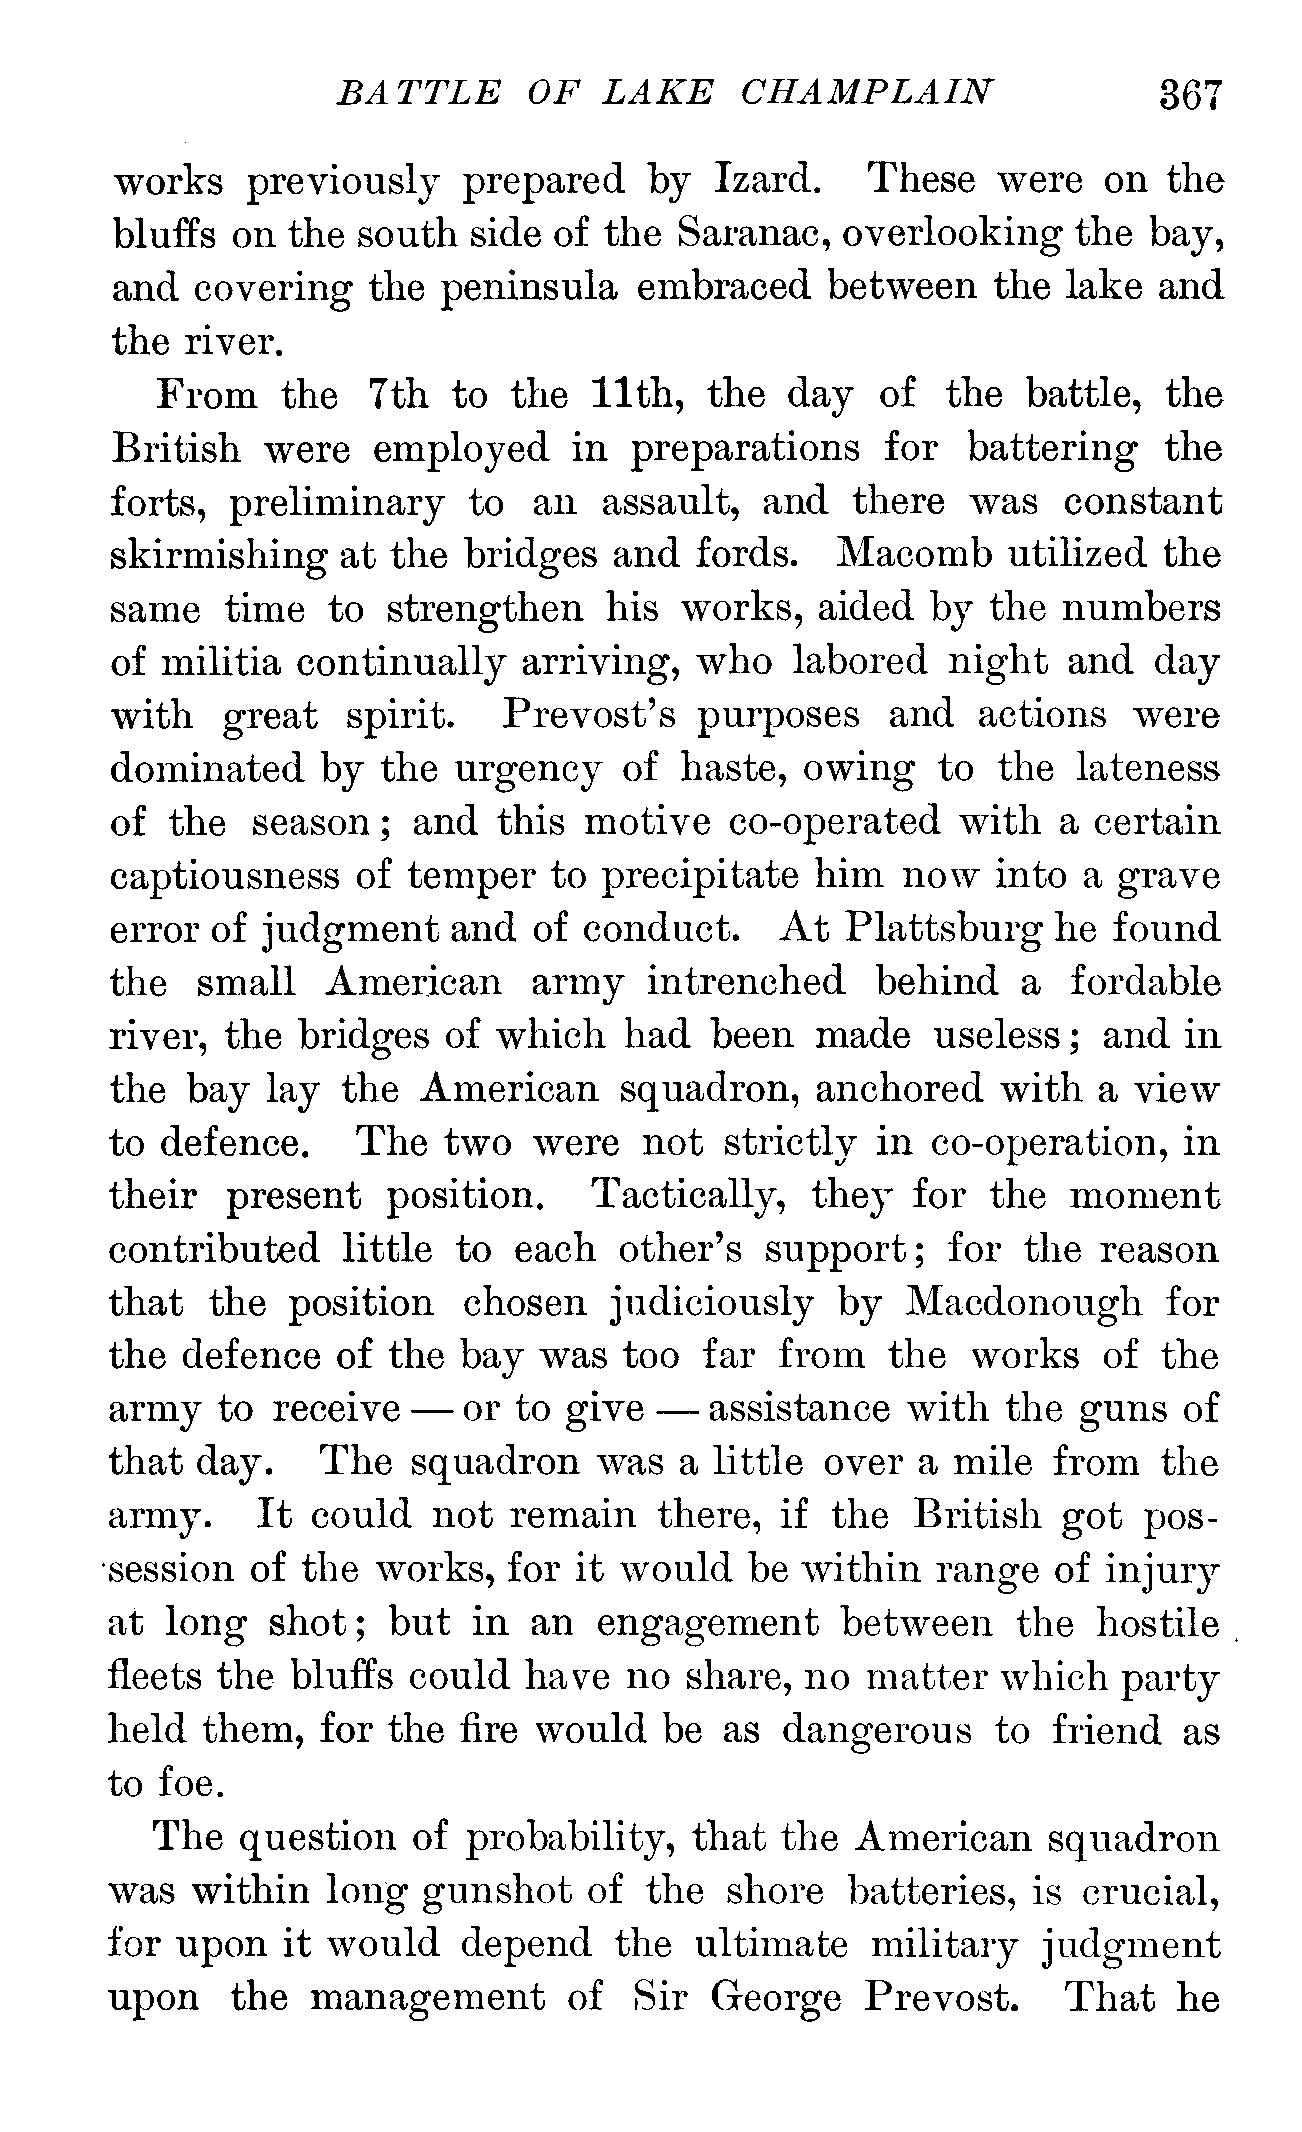 BATTLE OF LAKE CHAMPLAIN 367
works previously prepared by Izard. These were on the
bluffs on the south side of the Saranac, overlooking the bay,
and covering the peninsula embraced between the lake and
the river.
From the 7th to the 11th, the day of the battle, the
British were employed in preparations for battering the
forts, preliminary to an assault, and there was constant
skirmishing at the bridges and fords. Macomb utilized the
same time to strengthen his works, aided by the numbers
of militia continually arriving, who labored night and day
with great spirit. Prevost's purposes and actions were
dominated by the urgency of haste, owing to the lateness
of the season; and this motive co-operated with a certain
captiousness of temper to precipitate him now into a grave
error of judgment and of conduct. At Plattsburg he found
the small American army intrenched behind a fordable
river, the bridges of which had been made useless; and in
the bay lay the American squadron, anchored with a view
to defence. The two were not strictly in co-operation, in
their present position. Tactically, they for the moment
contributed little to each other's support; for the reason
that the position chosen judiciously by Macdonough for
the defence of the bay was too far from the works of the
army to receive — or to give — assistance with the guns of
that day. The squadron was a little over a mile from the
army. It could not remain there, if the British got pos-
session of the works, for it would be within range of injury
at long shot; but in an engagement between the hostile
fleets the bluffs could have no share, no matter which party
held them, for the fire would be as dangerous to friend as
to foe.
The question of probability, that the American squadron
was within long gunshot of the shore batteries, is crucial,
for upon it would depend the ultimate military judgment
upon the management of Sir George Prevost. That he